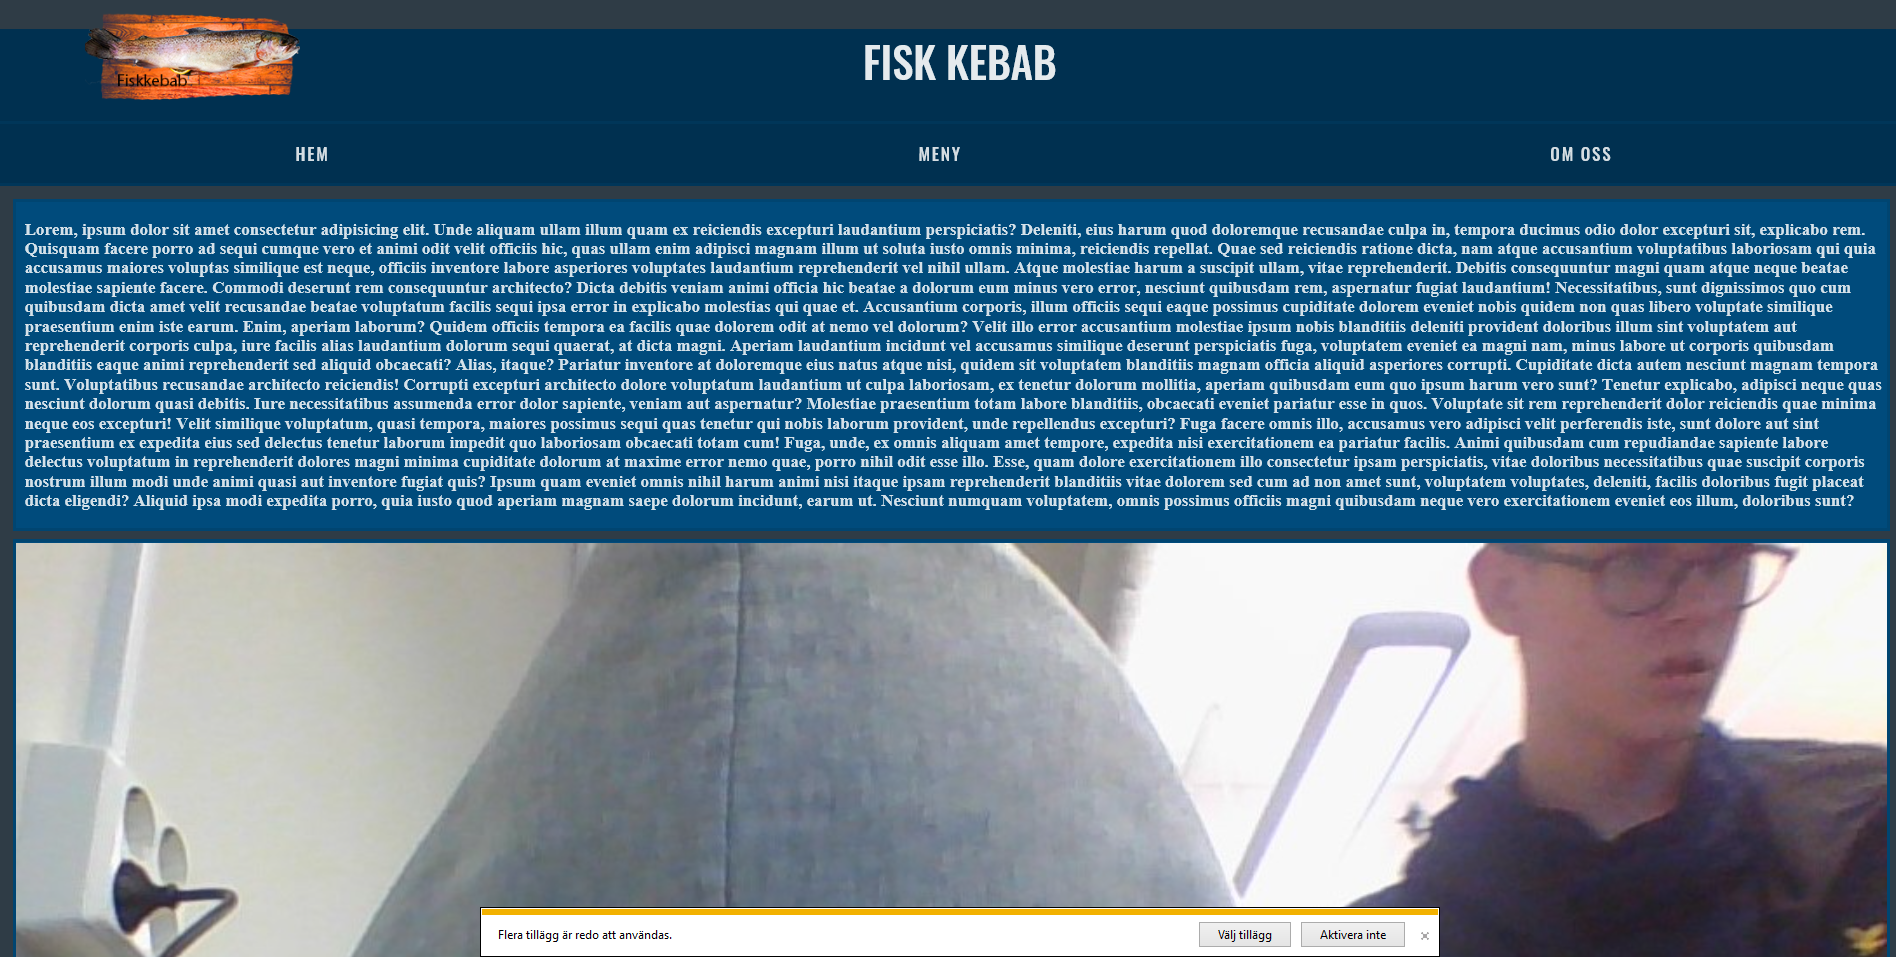 Fiskkebab
FISK KEBAB
HEM
MENY
OM OSS
Lorem, ipsum dolor sit amet consectetur adipisicing elit. Unde aliquam ullam illum quam ex reiciendis excepturi laudantium perspiciatis? Deleniti, eius harum quod doloremque recusandae culpa in, tempora ducimus odio dolor excepturi sit, explicabo rem.
Quisquam facere porro ad sequi cumque vero et animi odit velit officiis hic, quas ullam enim adipisci magnam illum ut soluta iusto omnis minima, reiciendis repellat. Quae sed reiciendis ratione dicta, nam atque accusantium voluptatibus laboriosam qui quia
accusamus maiores voluptas similique est neque, officiis inventore labore asperiores voluptates laudantium reprehenderit vel nihil ullam. Atque molestiae harum a suscipit ullam, vitae reprehenderit. Debitis consequuntur magni quam atque neque beatae
molestiae sapiente facere. Commodi deserunt rem consequuntur architecto? Dicta debitis veniam animi officia hic beatae a dolorum eum minus vero error, nesciunt quibusdam rem, aspernatur fugiat laudantium! Necessitatibus, sunt dignissimos quo cum
quibusdam dicta amet velit recusandae beatae voluptatum facilis sequi ipsa error in explicabo molestias qui quae et. Accusantium corporis, illum officiis sequi eaque possimus cupiditate dolorem eveniet nobis quidem non quas libero voluptate similique
praesentium enim iste earum. Enim, aperiam laborum? Quidem officiis tempora ea facilis quae dolorem odit at nemo vel dolorum? Velit illo error accusantium molestiae ipsum nobis blanditiis deleniti provident doloribus illum sint voluptatem aut
reprehenderit corporis culpa, iure facilis alias laudantium dolorum sequi quaerat, at dicta magni. Aperiam laudantium incidunt vel accusamus similique deserunt perspiciatis fuga, voluptatem eveniet ea magni nam, minus labore ut corporis quibusdam
blanditiis eaque animi reprehenderit sed aliquid obcaecati? Alias, itaque? Pariatur inventore at doloremque eius natus atque nisi, quidem sit voluptatem blanditiis magnam officia aliquid asperiores corrupti. Cupiditate dicta autem nesciunt magnam tempora
sunt. Voluptatibus recusandae architecto reiciendis! Corrupti excepturi architecto dolore voluptatum laudantium ut culpa laboriosam, ex tenetur dolorum mollitia, aperiam quibusdam eum quo ipsum harum vero sunt? Tenetur explicabo, adipisci neque quas
nesciunt dolorum quasi debitis. Iure necessitatibus assumenda error dolor sapiente, veniam aut aspernatur? Molestiae praesentium totam labore blanditiis, obcaecati eveniet pariatur esse in quos. Voluptate sit rem reprehenderit dolor reiciendis quae minima
neque eos excepturi! Velit similique voluptatum, quasi tempora, maiores possimus sequi quas tenetur qui nobis laborum provident, unde repellendus excepturi? Fuga facere omnis illo, accusamus vero adipisci velit perferendis iste, sunt dolore aut sint
praesentium ex expedita eius sed delectus tenetur laborum impedit quo laboriosam obcaecati totam cum! Fuga, unde, ex omnis aliquam amet tempore, expedita nisi exercitationem ea pariatur facilis. Animi quibusdam cum repudiandae sapiente labore
delectus voluptatum in reprehenderit dolores magni minima cupiditate dolorum at maxime error nemo quae, porro nihil odit esse illo. Esse, quam dolore exercitationem illo consectetur ipsam perspiciatis, vitae doloribus necessitatibus quae suscipit corporis
nostrum illum modi unde animi quasi aut inventore fugiat quis? Ipsum quam eveniet omnis nihil harum animi nisi itaque ipsam reprehenderit blanditiis vitae dolorem sed cum ad non amet sunt, voluptatem voluptates, deleniti, facilis doloribus fugit placeat
dicta eligendi? Aliquid ipsa modi expedita porro, quia iusto quod aperiam magnam saepe dolorum incidunt, earum ut. Nesciunt numquam voluptatem, omnis possimus officiis magni quibusdam neque vero exercitationem eveniet eos illum, doloribus sunt?
Flera tillägg är redo att användas.
Välj tillägg
Aktivera inte